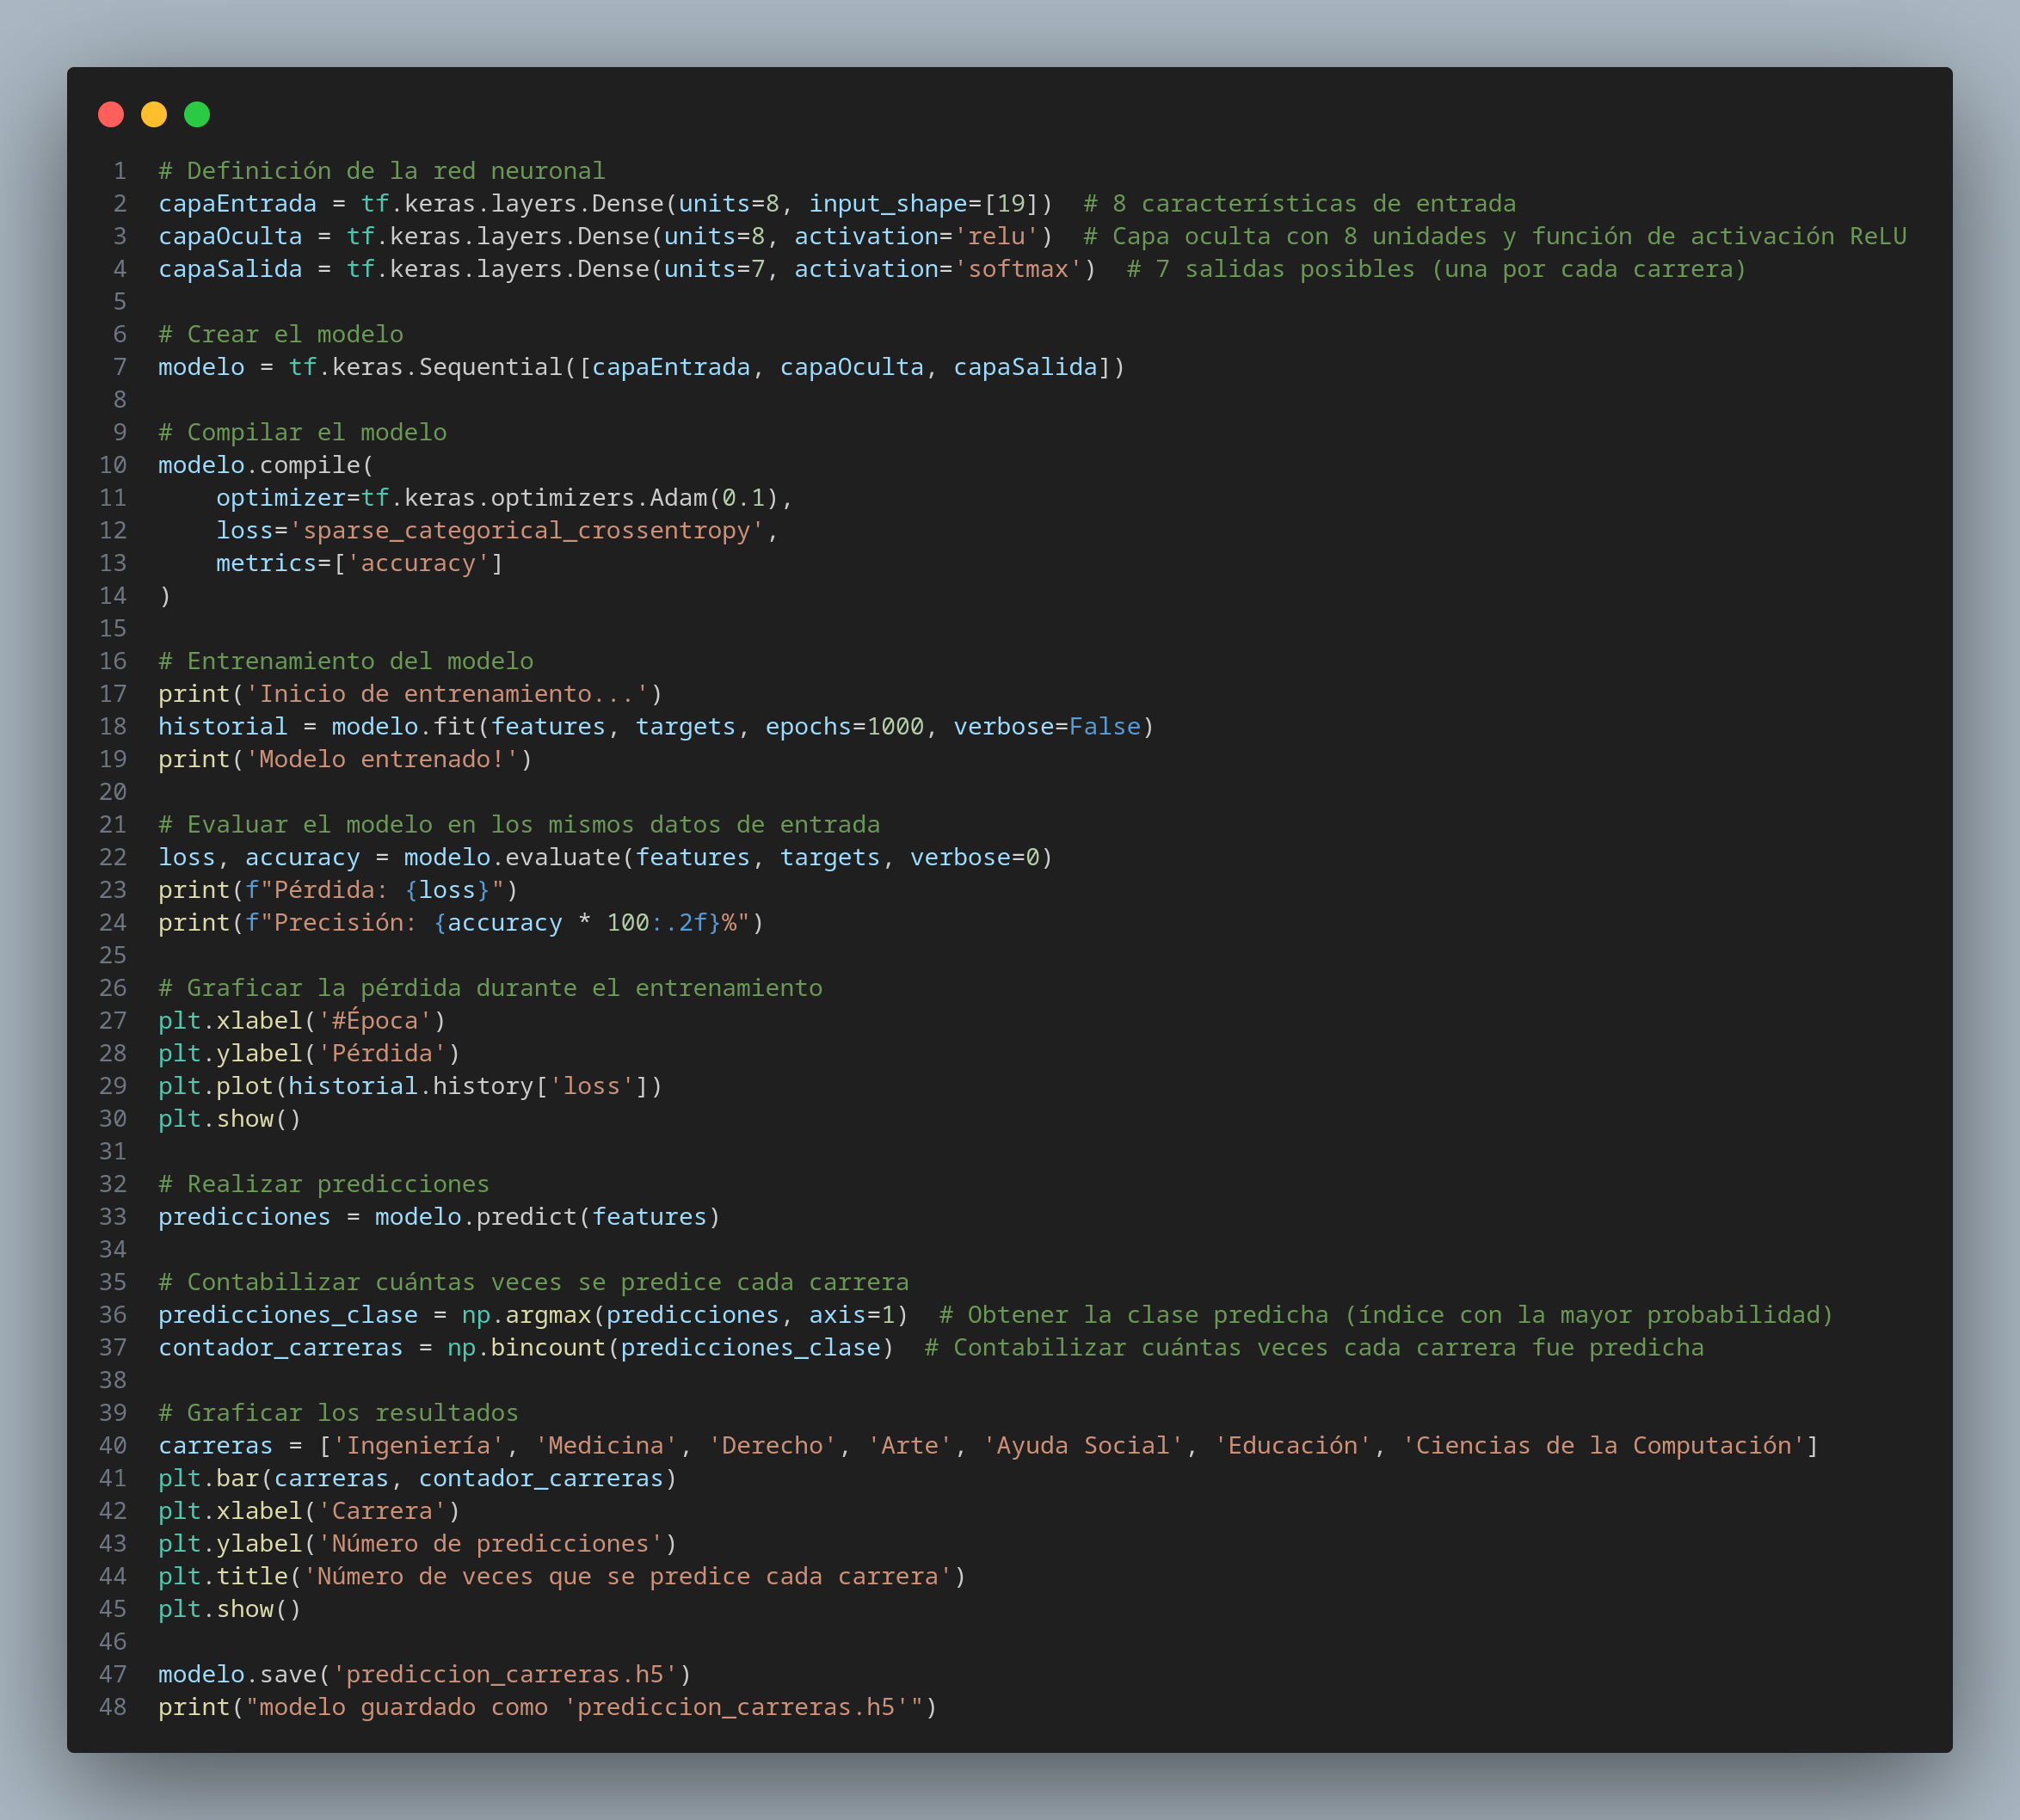 1 # Definición de la red neuronal
2 capaEntrada = tf.keras.layers.Dense(units=8, input_shape=[19])  # 8 características de entrada
3 capaOculta = tf.keras.layers.Dense(units=8, activation='relu')  # Capa oculta con 8 unidades y función de activación ReLU
4 capaSalida = tf.keras.layers.Dense(units=7, activation='softmax')  # 7 salidas posibles (una por cada carrera)
5
6 # Crear el modelo
7 modelo = tf.keras.Sequential([capaEntrada, capaOculta, capaSalida])
8
9 # Compilar el modelo
10 modelo.compile(
11     optimizer=tf.keras.optimizers.Adam(0.1),
12     loss='sparse_categorical_crossentropy',
13     metrics=['accuracy']
14 )
15
16 # Entrenamiento del modelo
17 print('Inicio de entrenamiento...')
18 historial = modelo.fit(features, targets, epochs=1000, verbose=False)
19 print('Modelo entrenado!')
20
21 # Evaluar el modelo en los mismos datos de entrada
22 loss, accuracy = modelo.evaluate(features, targets, verbose=0)
23 print(f"Pérdida: {loss}")
24 print(f"Precisión: {accuracy * 100:.2f}%")
25
26 # Graficar la pérdida durante el entrenamiento
27 plt.xlabel('#Época')
28 plt.ylabel('Pérdida')
29 plt.plot(historial.history['loss'])
30 plt.show()
31
32 # Realizar predicciones
33 predicciones = modelo.predict(features)
34
35 # Contabilizar cuántas veces se predice cada carrera
36 predicciones_clase = np.argmax(predicciones, axis=1)  # Obtener la clase predicha (índice con la mayor probabilidad)
37 contador_carreras = np.bincount(predicciones_clase)  # Contabilizar cuántas veces cada carrera fue predicha
38
39 # Graficar los resultados
40 carreras = ['Ingeniería', 'Medicina', 'Derecho', 'Arte', 'Ayuda Social', 'Educación', 'Ciencias de la Computación']
41 plt.bar(carreras, contador_carreras)
42 plt.xlabel('Carrera')
43 plt.ylabel('Número de predicciones')
44 plt.title('Número de veces que se predice cada carrera')
45 plt.show()
46
47 modelo.save('prediccion_carreras.h5')
48 print("modelo guardado como 'prediccion_carreras.h5'")